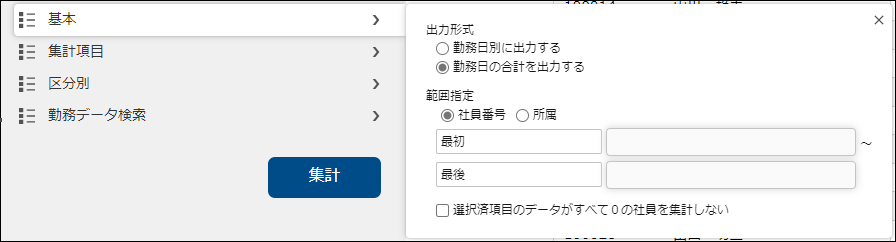 基本
集計項目
区分別
勤務データ検索
集計
出力形式
勤務日別に出力する
勤務日の合計を出力する
範囲指定
社員番号 所属
最初 ～
最後
選択済項目のデータがすべて０の社員を集計しない